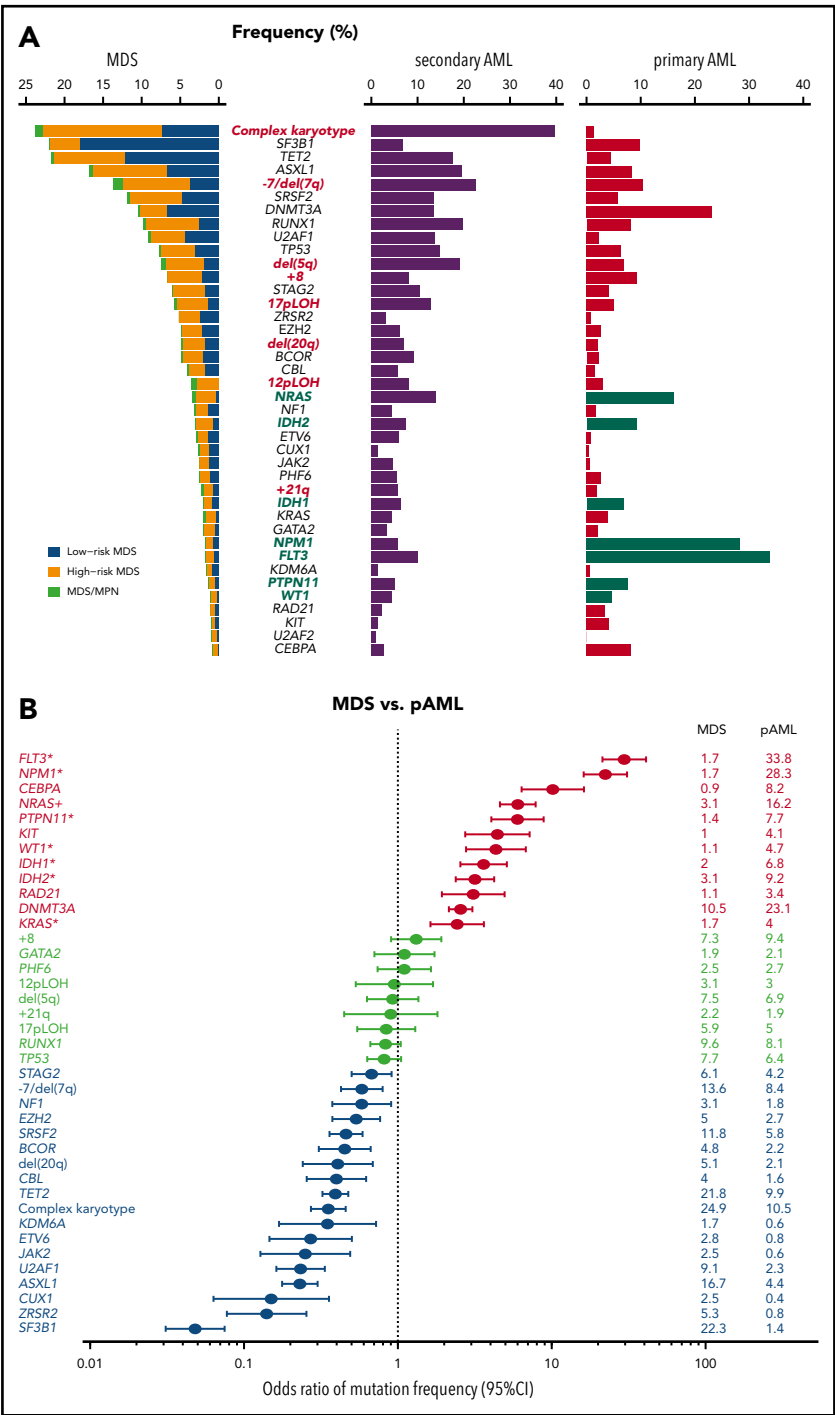 A
Frequency (%)
MDS
secondary AML
primary AML
25 20 15 10 5 0
0 10 20 30 40
0 10 20 30 40
Complex karyotype
SF3B1
TET2
ASXL1
-7/del(7q)
SRSF2
DNMT3A
RUNX1
U2AF1
TP53
del(5q)
+8
STAG2
17pLOH
ZRSR2
EZH2
del(20q)
BCOR
CBL
12pLOH
NRAS
NF1
IDH2
ETV6
CUX1
JAK2
PHF6
+21q
IDH1
KRAS
GATA2
NPM1
FLT3
KDM6A
PTPN11
WT1
RAD21
KIT
U2AF2
CEBPA
Low–risk MDS
High–risk MDS
MDS/MPN
B
MDS vs. pAML
MDS pAML
FLT3* 1.7 33.8
NPM1* 1.7 28.3
CEBPA 0.9 8.2
NRAS+ 3.1 16.2
PTPN11* 1.4 7.7
KIT 1 4.1
WT1* 1.1 4.7
IDH1* 2 6.8
IDH2* 3.1 9.2
RAD21 1.1 3.4
DNMT3A 10.5 23.1
KRAS* 1.7 4
+8 7.3 9.4
GATA2 1.9 2.1
PHF6 2.5 2.7
12pLOH 3.1 3
del(5q) 7.5 6.9
+21q 2.2 1.9
17pLOH 5.9 5
RUNX1 9.6 8.1
TP53 7.7 6.4
STAG2 6.1 4.2
-7/del(7q) 13.6 8.4
NF1 3.1 1.8
EZH2 5 2.7
SRSF2 11.8 5.8
BCOR 4.8 2.2
del(20q) 5.1 2.1
CBL 4 1.6
TET2 21.8 9.9
Complex karyotype 24.9 10.5
KDM6A 1.7 0.6
ETV6 2.8 0.8
JAK2 2.5 0.6
U2AF1 9.1 2.3
ASXL1 16.7 4.4
CUX1 2.5 0.4
ZRSR2 5.3 0.8
SF3B1 22.3 1.4
0.01 0.1 1 10 100
Odds ratio of mutation frequency (95%CI)